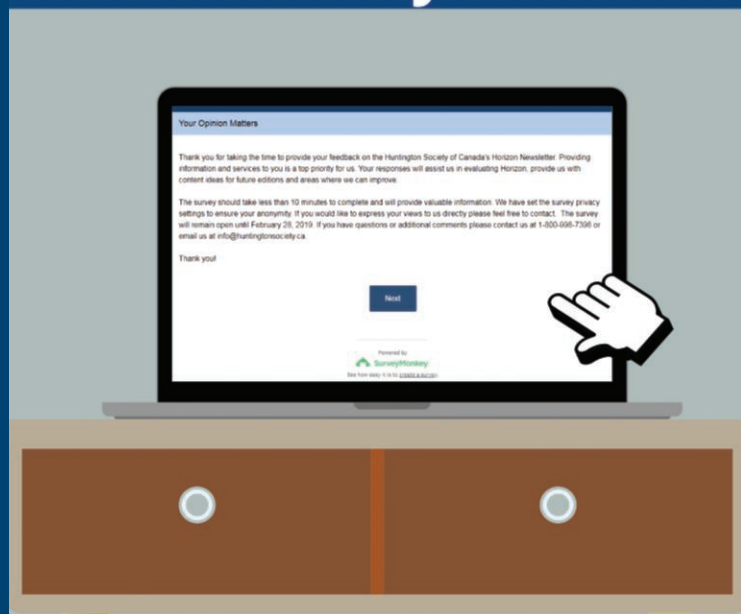 Your Opinion Matters
Thank you for taking the time to provide your feedback on the Huntington Society of Canada's Horizon Newsletter. Providing
information and services to you is a top priority for us. Your responses will assist us in evaluating Horizon, provide us with
content ideas for future editions and areas where we can improve.
The survey should take less than 10 minutes to complete and will provide valuable information. We have set the survey privacy
settings to ensure your anonymity. If you would like to express your views to us directly please feel free to contact. The survey
will remain open until February 28, 2019. If you have questions or additional comments please contact us at 1-800-998-7398 or
email us at info@huntingtonsociety.ca.
Thank you!
Next
Powered by
SurveyMonkey
See how easy it is to create a survey.